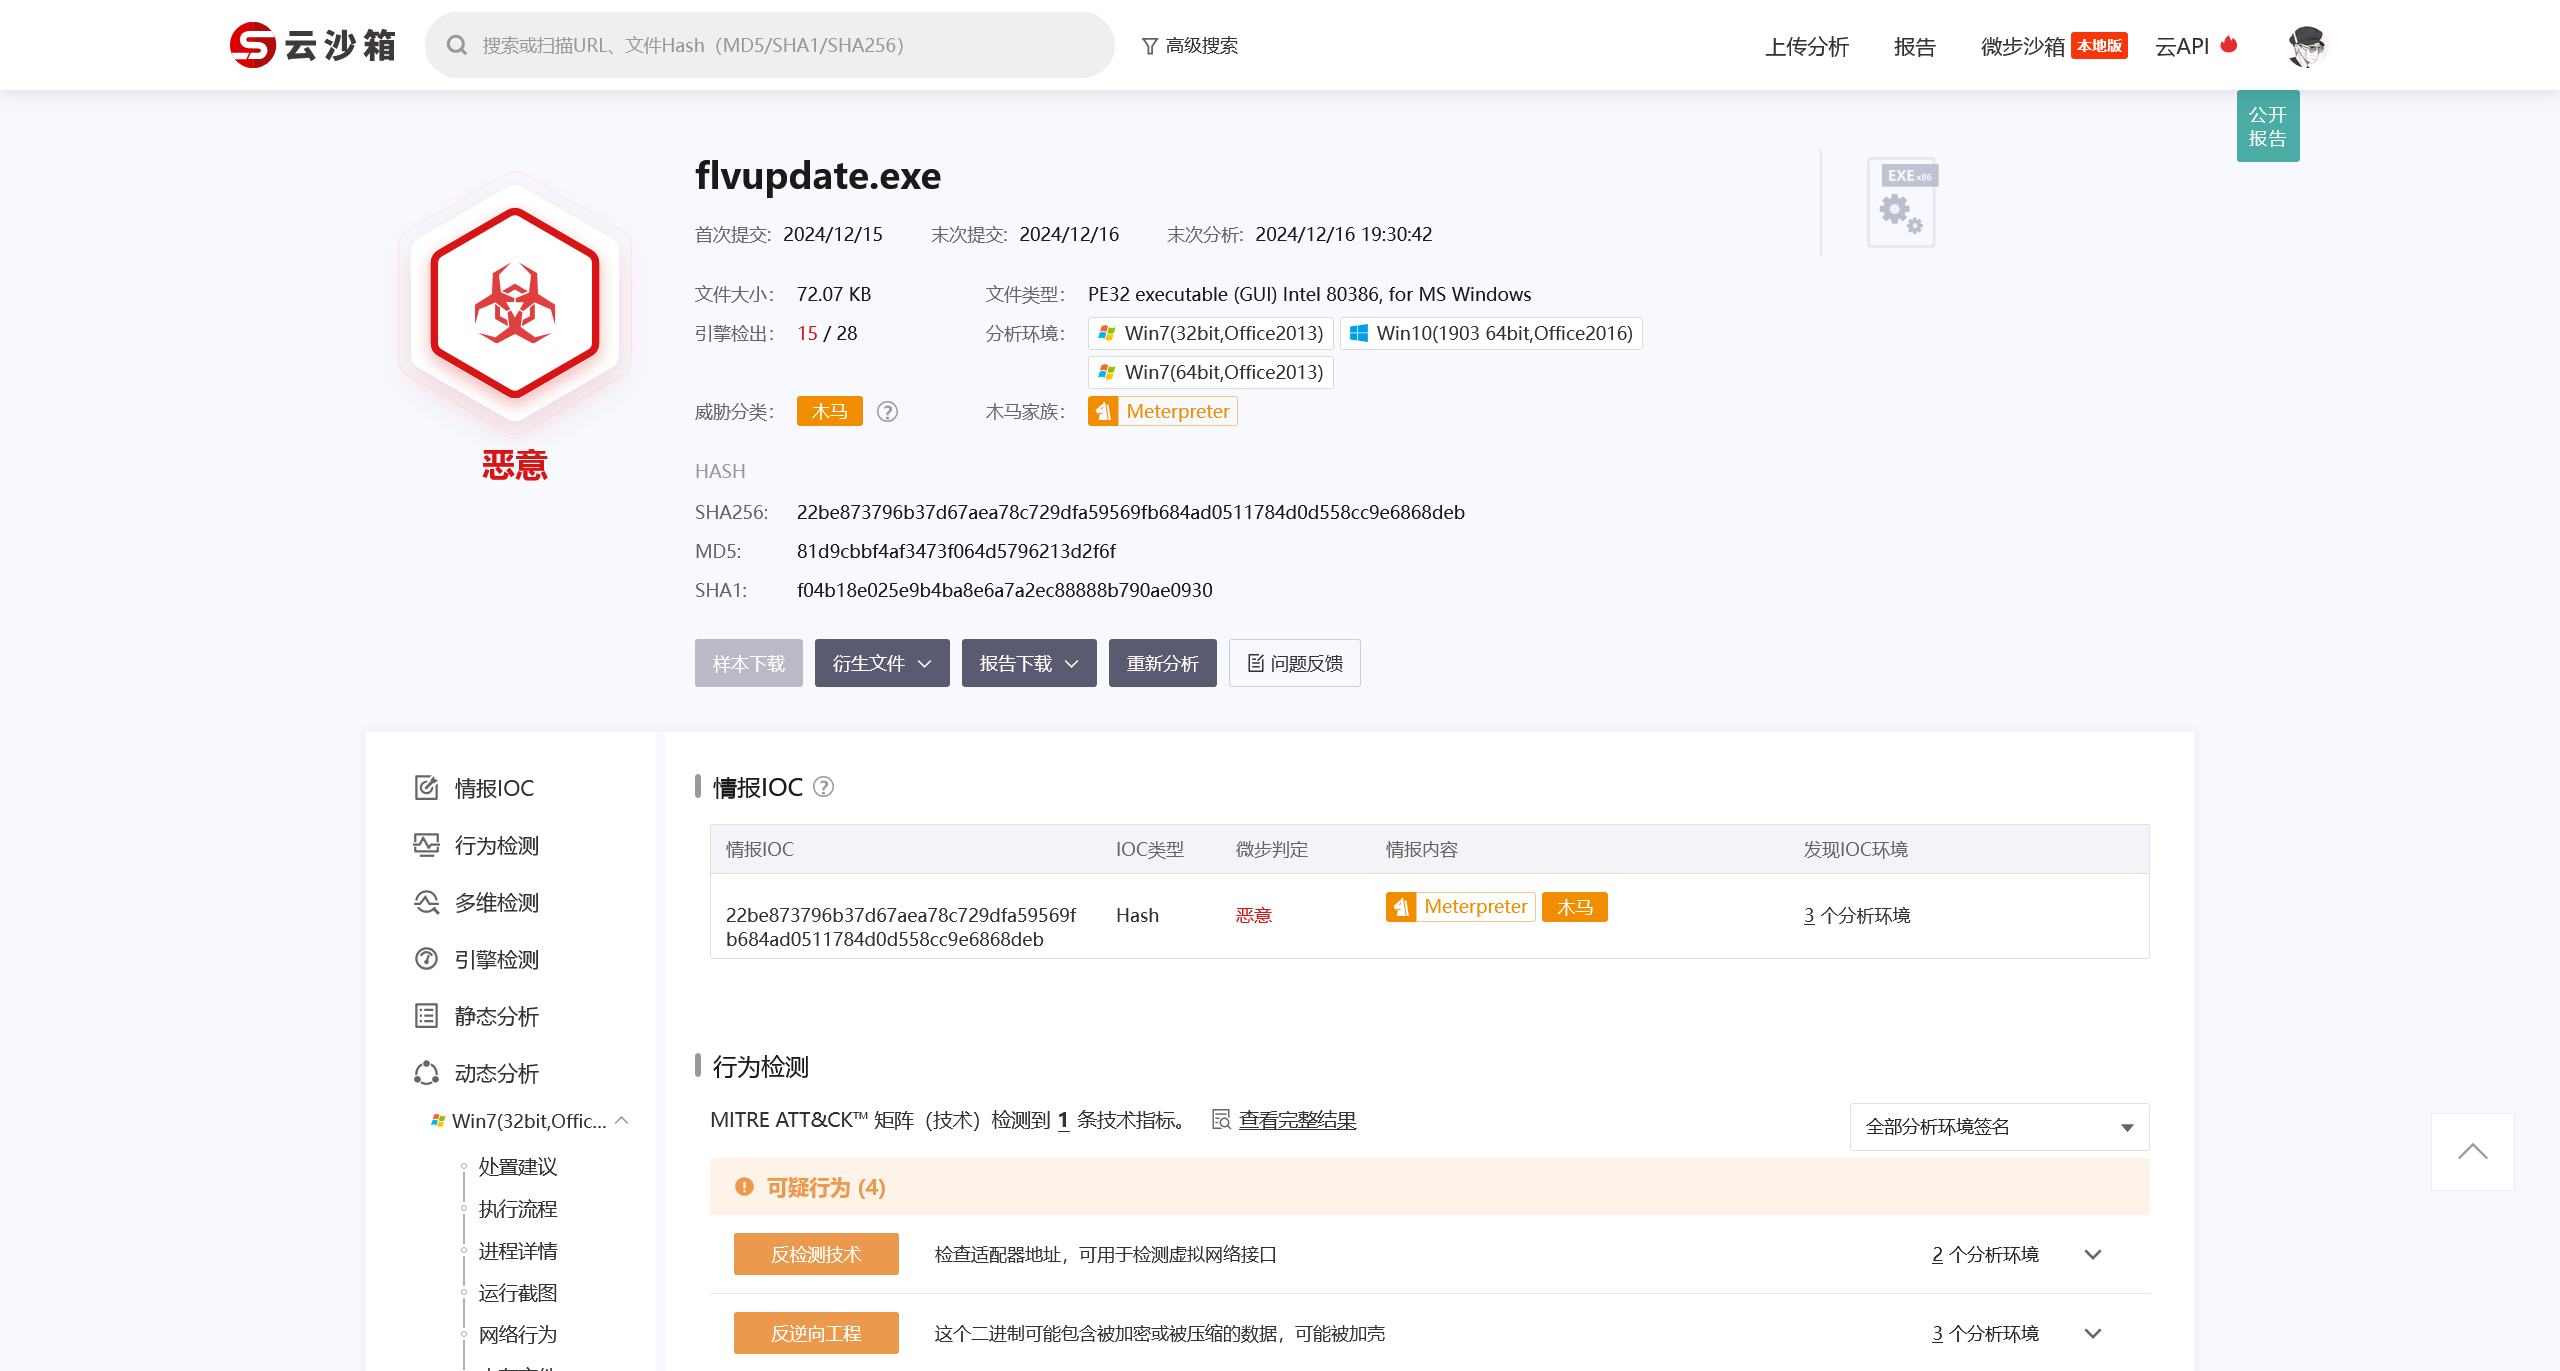 云沙箱
搜索或扫描URL、文件Hash（MD5/SHA1/SHA256）
高级搜索
上传分析
报告
微步沙箱 本地版
云API
公开
报告
flvupdate.exe
EXE x86
首次提交: 2024/12/15 末次提交: 2024/12/16 末次分析: 2024/12/16 19:30:42
文件大小: 72.07 KB 文件类型: PE32 executable (GUI) Intel 80386, for MS Windows
引擎检出: 15 / 28 分析环境: Win7(32bit,Office2013) Win10(1903 64bit,Office2016)
Win7(64bit,Office2013)
威胁分类: 木马 ? 木马家族: Meterpreter
恶意
HASH
SHA256: 22be873796b37d67aea78c729dfa59569fb684ad0511784d0d558cc9e6868deb
MD5: 81d9cbbf4af3473f064d5796213d2f6f
SHA1: f04b18e025e9b4ba8e6a7a2ec88888b790ae0930
样本下载 衍生文件 报告下载 重新分析 问题反馈
情报IOC
行为检测
多维检测
引擎检测
静态分析
动态分析
Win7(32bit,Offic...
处置建议
执行流程
进程详情
运行截图
网络行为
情报IOC ?
情报IOC IOC类型 微步判定 情报内容 发现IOC环境
22be873796b37d67aea78c729dfa59569f
b684ad0511784d0d558cc9e6868deb
Hash 恶意 Meterpreter 木马 3 个分析环境
行为检测
MITRE ATT&CK™ 矩阵（技术）检测到 1 条技术指标。 查看完整结果
全部分析环境签名
可疑行为 (4)
反检测技术 检查适配器地址，可用于检测虚拟网络接口 2 个分析环境
反逆向工程 这个二进制可能包含被加密或被压缩的数据，可能被加壳 3 个分析环境